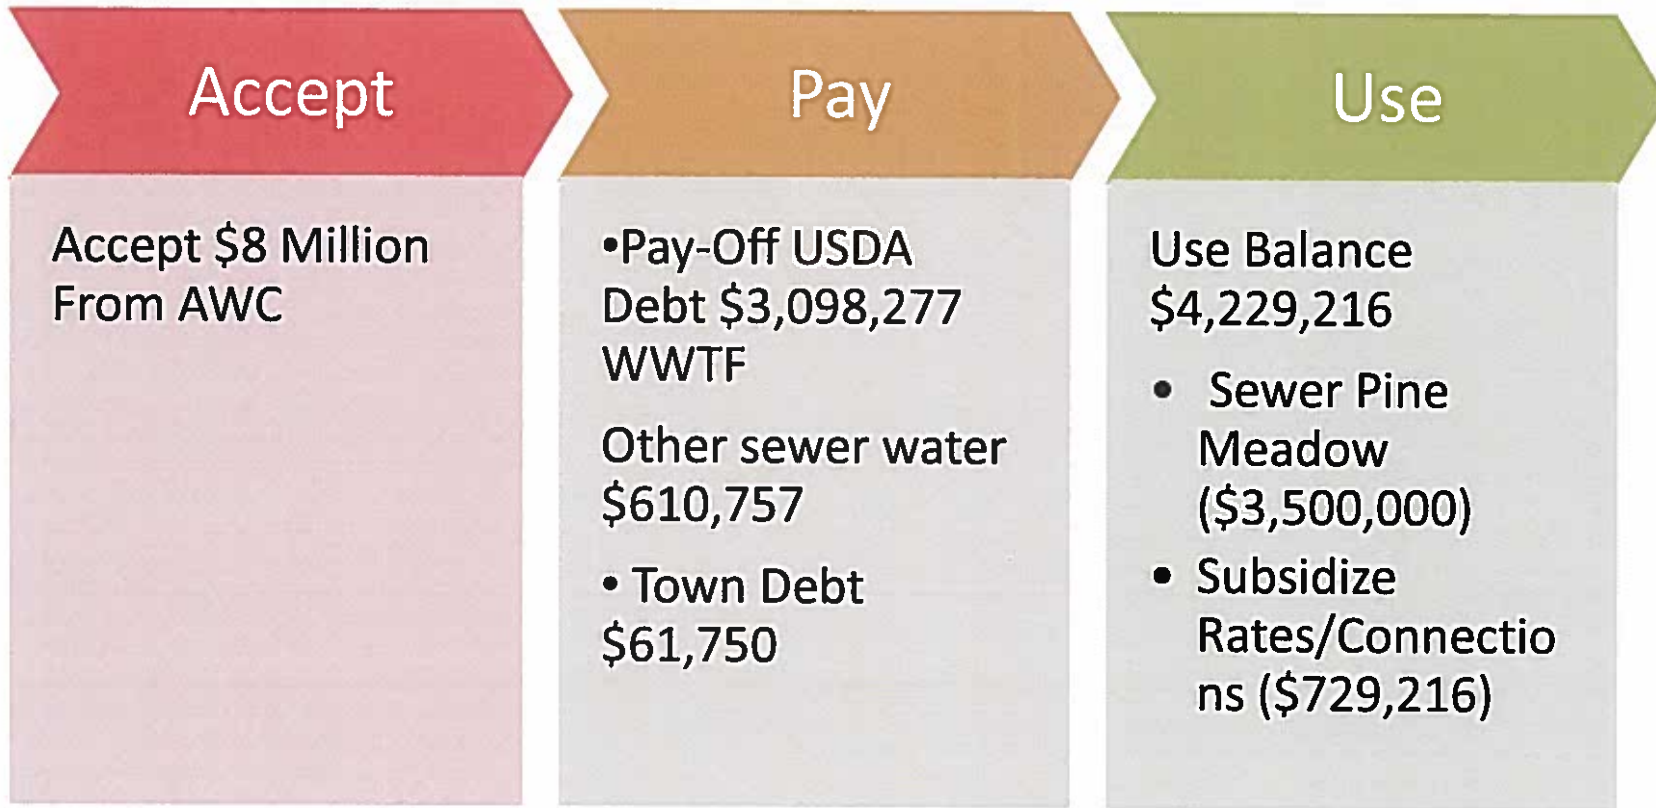 Accept
Accept $8 Million
From AWC
Pay
•Pay-Off USDA
Debt $3,098,277
WWTF
Other sewer water
$610,757
• Town Debt
$61,750
Use
Use Balance
$4,229,216
• Sewer Pine
Meadow
($3,500,000)
• Subsidize
Rates/Connectio
ns ($729,216)